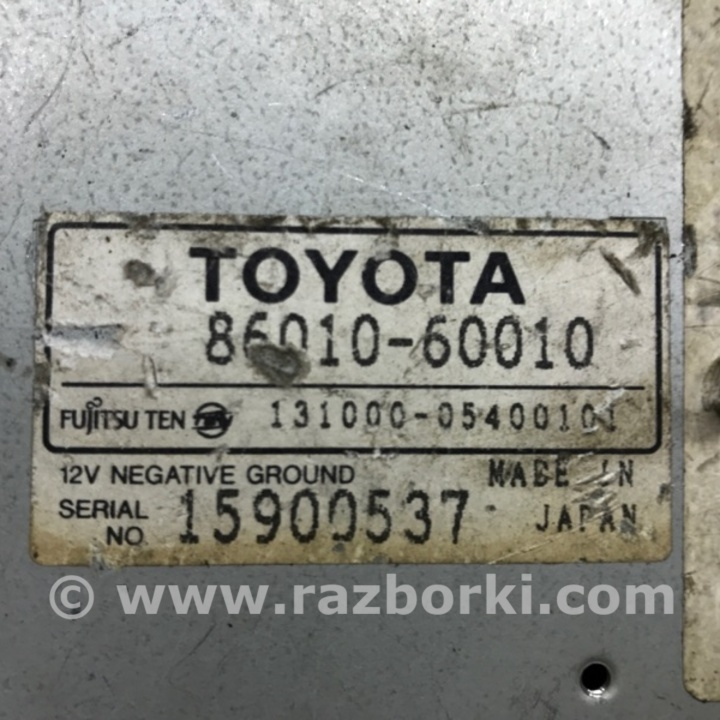 TOYOTA
86010-60010
FUJITSU TEN TEN 131000-05400101
12V NEGATIVE GROUND MADE IN
SERIAL NO. 15900537 JAPAN
© www.razborki.com